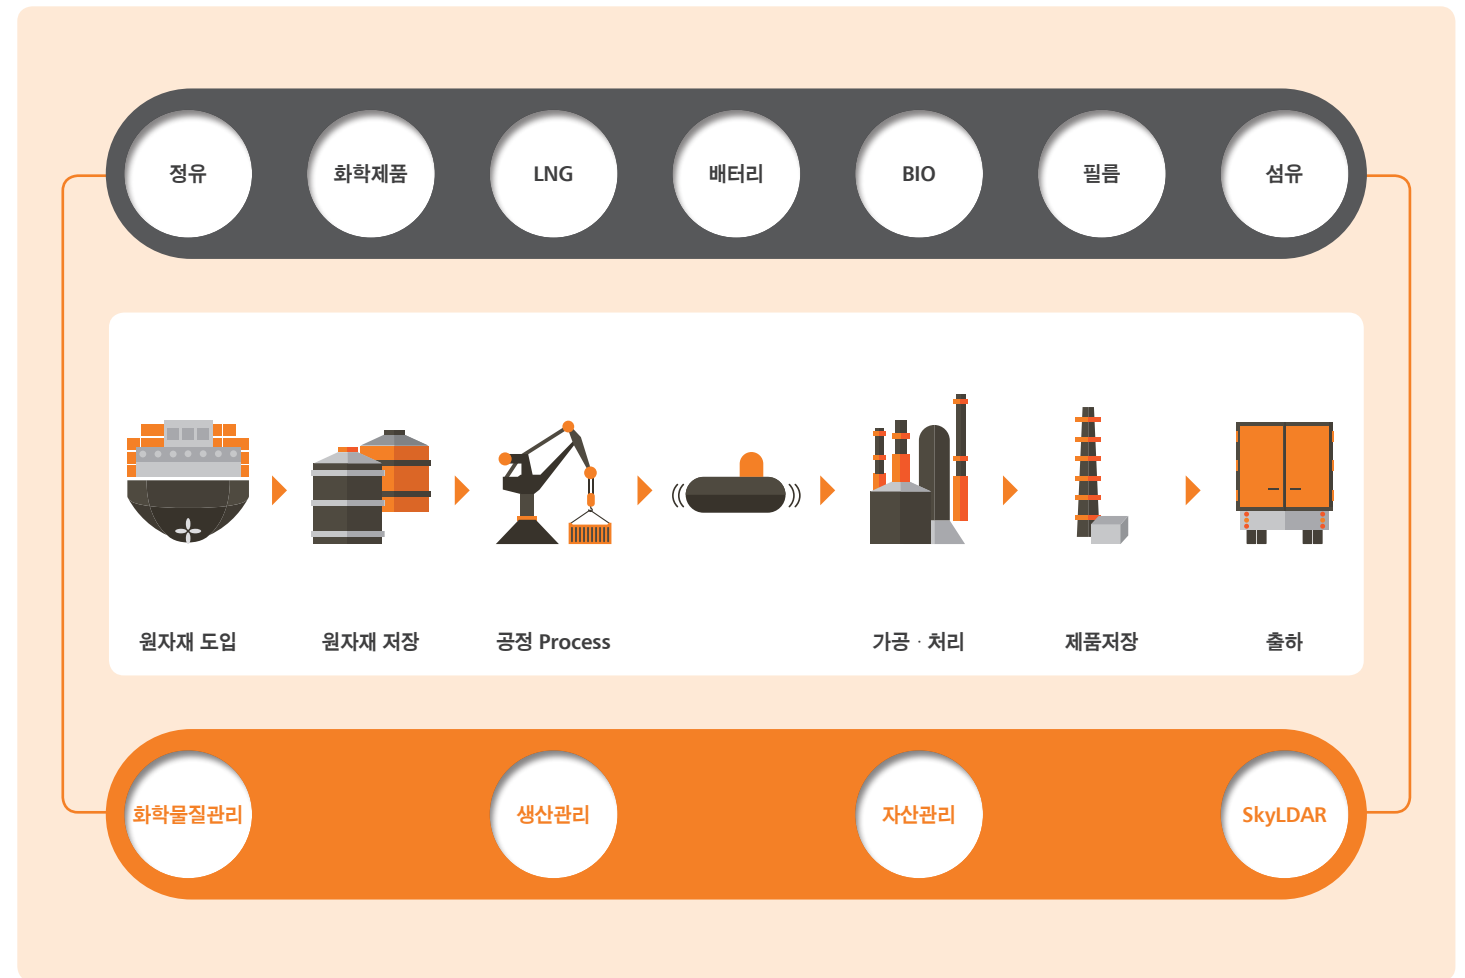 정유
화학제품
LNG
배터리
BIO
필름
섬유
원자재 도입
원자재 저장
공정 Process
가공 · 처리
제품저장
출하
화학물질관리
생산관리
자산관리
SkyLDAR